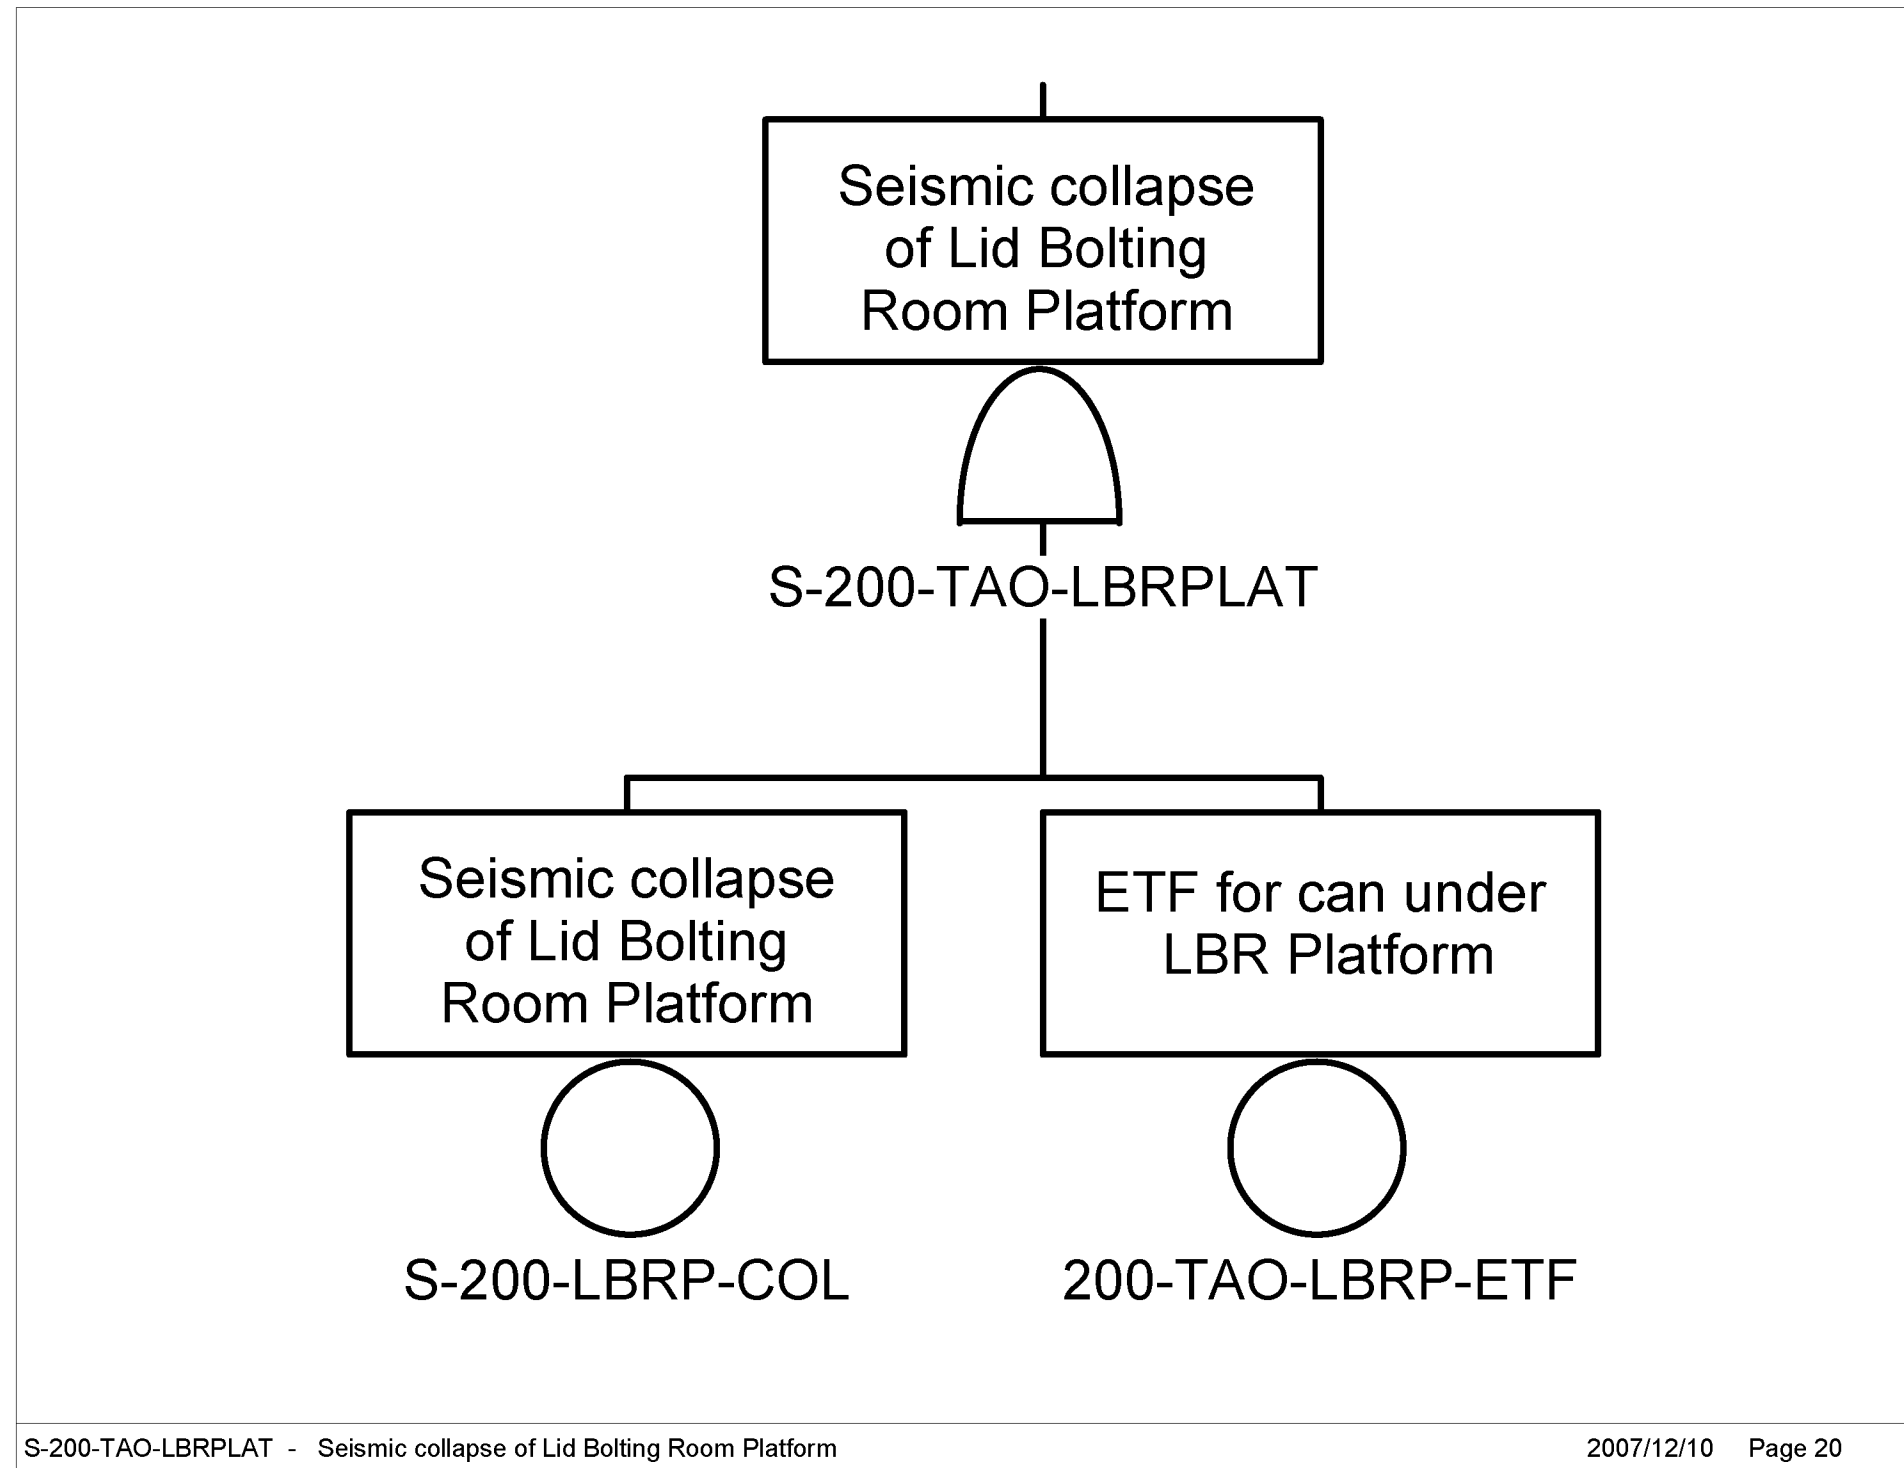 Seismic collapse
of Lid Bolting
Room Platform
S-200-TAO-LBRPLAT
Seismic collapse
of Lid Bolting
Room Platform
ETF for can under
LBR Platform
S-200-LBRP-COL
200-TAO-LBRP-ETF
S-200-TAO-LBRPLAT - Seismic collapse of Lid Bolting Room Platform
2007/12/10 Page 20